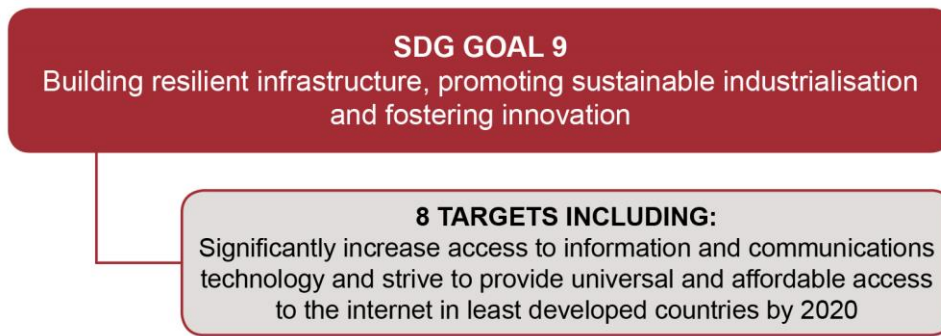 SDG GOAL 9
Building resilient infrastructure, promoting sustainable industrialisation
and fostering innovation
8 TARGETS INCLUDING:
Significantly increase access to information and communications
technology and strive to provide universal and affordable access
to the internet in least developed countries by 2020